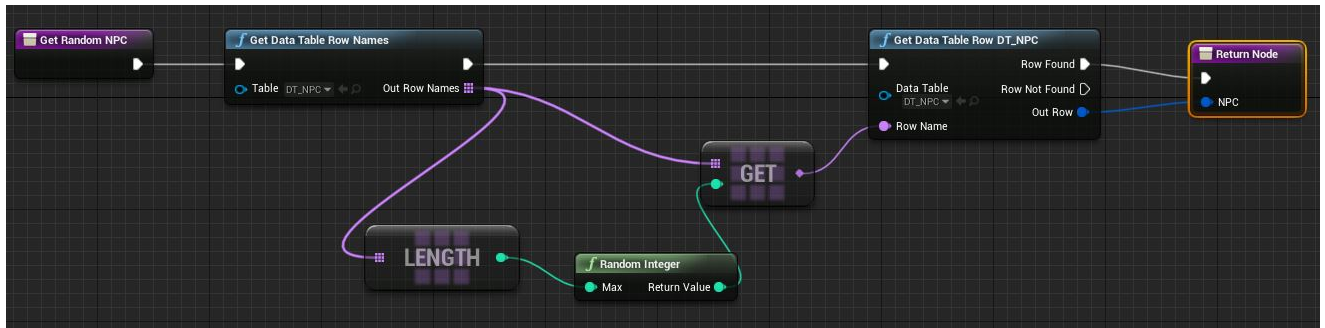 Get Random NPC
f Get Data Table Row Names
Table DT_NPC Out Row Names
f Get Data Table Row DT_NPC
Row Found
Data Table
DT_NPC
Row Not Found
Out Row
Row Name
Return Node
NPC
GET
LENGTH
f Random Integer
Max Return Value